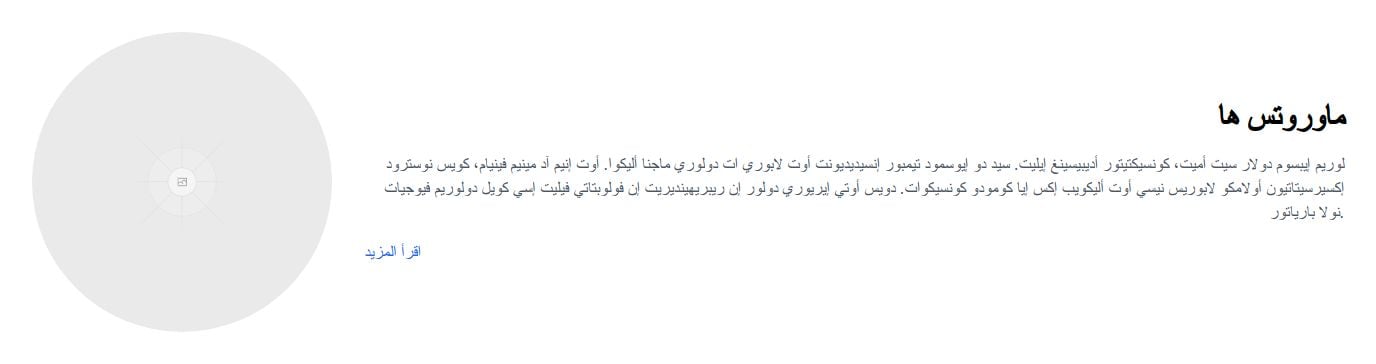 ماوروتس ها
لوريم إيبسوم دولار سيت أميت، كونسيكتيتور أديبيسينغ إيليت. سيد دو إيوسمود تيمبور إنسيديديونت أوت لابوري ات دولوري ماجنا أليكوا. أوت إنيم أد مينيم فينيام، كويس نوسترود
إكسيرسيتاتيون أولامكو لابوريس نيسي أوت أليكويب إكس إيا كومودو كونسيكوات. دويس أوتي إيريوري دولور إن ريبريهينديريت إن فولوبتاتي فيليت إسي كويل دولوريم فيوجيات
نولا بارياتور.
اقرأ المزيد